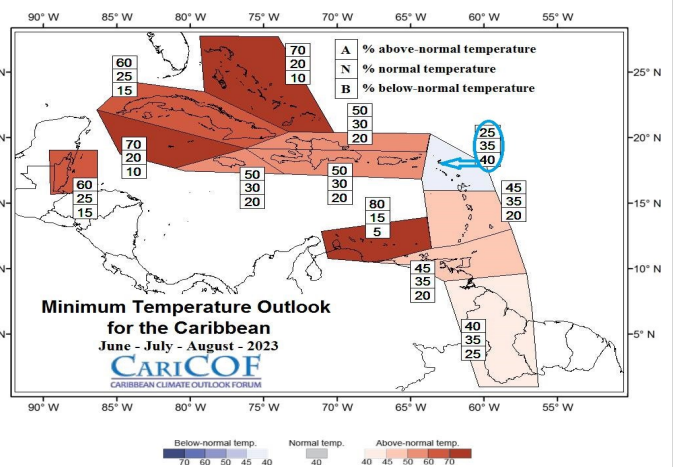 90° W 85° W 80° W 75° W 70° W 65° W 60° W 55° W
A % above-normal temperature
N % normal temperature
B % below-normal temperature
70
20
10
60
25
15
50
30
20
25
35
40
70
20
10
60
25
15
50
30
20
50
30
20
45
35
20
80
15
5
45
35
20
40
35
25
N
N
N
N
N
25° N
20° N
15° N
10° N
5° N
Minimum Temperature Outlook
for the Caribbean
June - July - August - 2023
CARICOF
CARIBBEAN CLIMATE OUTLOOK FORUM
90° W 85° W 80° W 75° W 70° W 65° W 60° W 55° W
Below-normal temp. Normal temp. Above-normal temp.
70 60 50 45 40 40 40 45 50 60 70